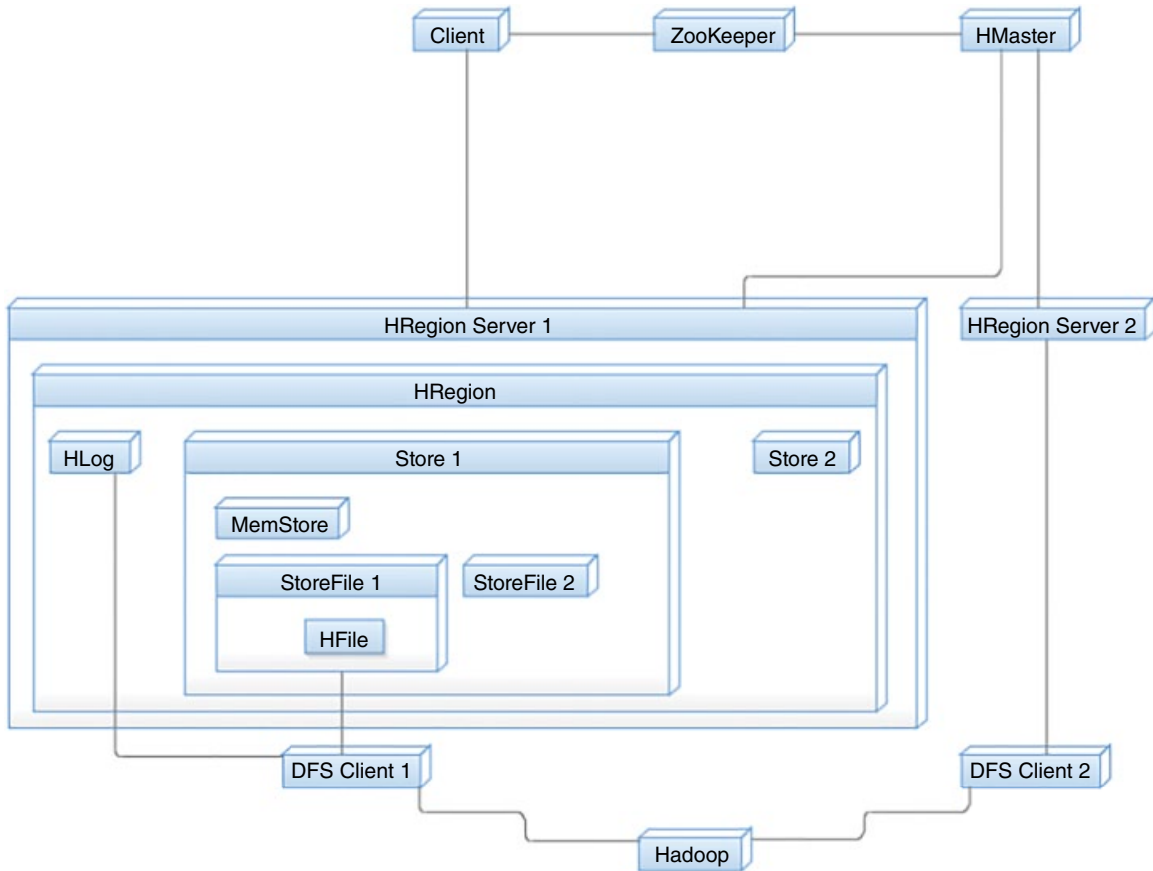 Client
ZooKeeper
HMaster
HRegion Server 1
HRegion Server 2
HRegion
HLog
Store 1
Store 2
MemStore
StoreFile 1
StoreFile 2
HFile
DFS Client 1
DFS Client 2
Hadoop